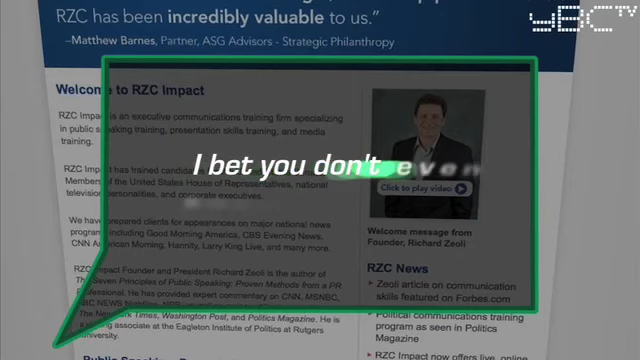 RZC has been incredibly valuable to us."
–Matthew Barnes, Partner, ASG Advisors - Strategic Philanthropy
YBCTV
Welcome to RZC Impact
RZC Impact is an executive communications training firm specializing
in public speaking training, presentation skills training, and media
training.
I bet you don't even
RZC Impact has trained candidates
Members of the United States House of Representatives, national
television personalities, and corporate executives.
Click to play video
We have prepared clients for appearances on major national news
programs including Good Morning America, CBS Evening News,
CNN American Morning, Hannity, Larry King Live, and many more.
Welcome message from
Founder, Richard Zeoli
RZC Impact Founder and President Richard Zeoli is the author of
The Seven Principles of Public Speaking: Proven Methods from a PR
Professional. He has provided expert commentary on CNN, MSNBC,
The New York Times, Washington Post, and Politics Magazine. He is
associate at the Eagleton Institute of Politics at Rutgers
University.
RZC News
Zeoli article on communication
skills featured on Forbes.com
Political communications training
program as seen in Politics
Magazine
RZC Impact now offers live, online